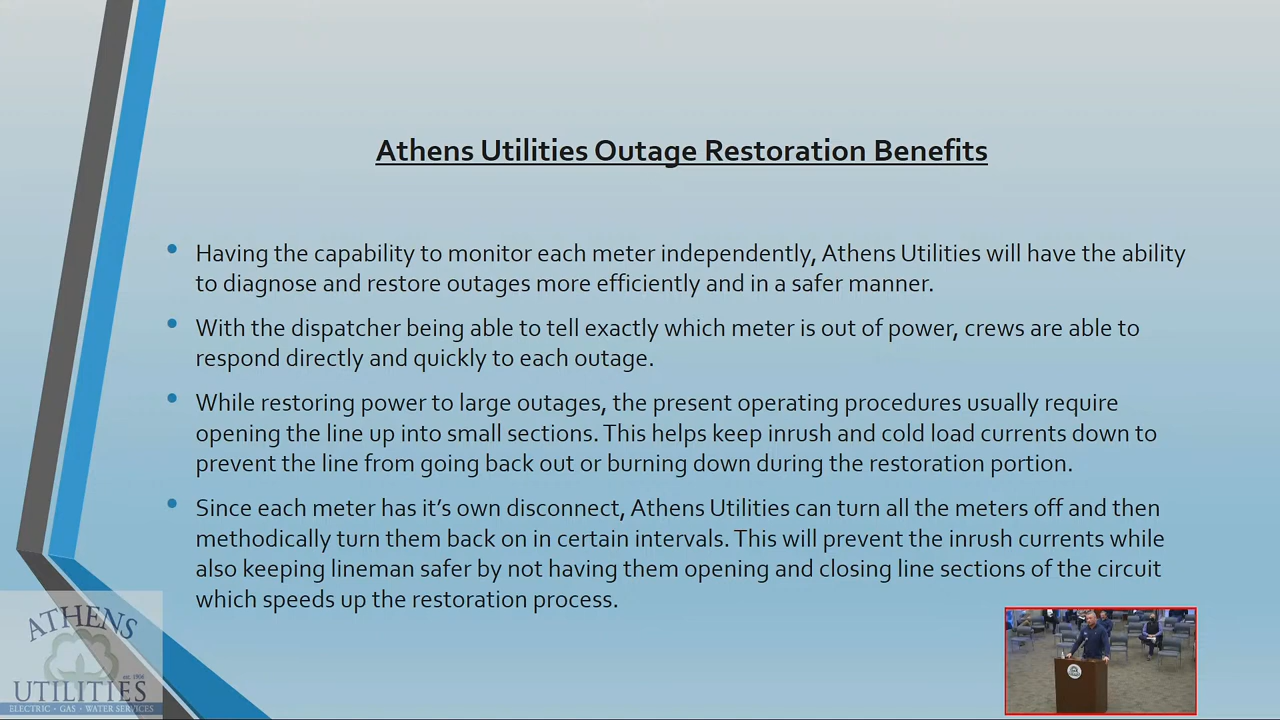 Athens Utilities Outage Restoration Benefits
Having the capability to monitor each meter independently, Athens Utilities will have the ability
to diagnose and restore outages more efficiently and in a safer manner.
With the dispatcher being able to tell exactly which meter is out of power, crews are able to
respond directly and quickly to each outage.
While restoring power to large outages, the present operating procedures usually require
opening the line up into small sections. This helps keep inrush and cold load currents down to
prevent the line from going back out or burning down during the restoration portion.
Since each meter has it’s own disconnect, Athens Utilities can turn all the meters off and then
methodically turn them back on in certain intervals. This will prevent the inrush currents while
also keeping lineman safer by not having them opening and closing line sections of the circuit
which speeds up the restoration process.
ATHENS
est. 1904
UTILITIES
ELECTRIC • GAS • WATER SERVICES